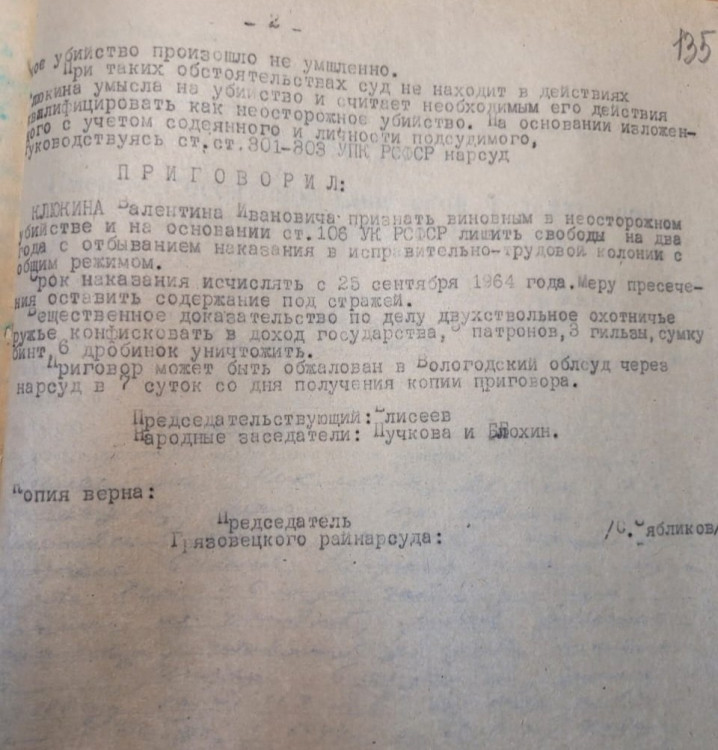 - 2 -
135
ное убийство произошло не умышленно.
При таких обстоятельствах суд не находит в действиях
Клюкина умысла на убийство и считает необходимым его действия
квалифицировать как неосторожное убийство. На основании изложен-
ного с учетом содеянного и личности подсудимого,
руководствуясь ст.ст.301-303 УПК РСФСР нарсуд
ПРИГОВОРИЛ:
КЛЮКИНА Валентина Ивановича признать виновным в неосторожном
убийстве и на основании ст.106 УК РСФСР лишить свободы на два
года с отбыванием наказания в исправительно-трудовой колонии с
общим режимом.
Срок наказания исчислять с 25 сентября 1964 года.Меру пресече-
ния оставить содержание под стражей.
Вещественное доказательство по делу двухствольное охотничье
ружье конфисковать в доход государства, патронов,3 гильзы,сумку
бинт,6 дробинок уничтожить.
Приговор может быть обжалован в Вологодский облсуд через
нарсуд в 7 суток со дня получения копии приговора.
Председательствующий:Елисеев
Народные заседатели: Пучкова и Блохин.
Копия верна:
Председатель
Грязовецкого райнарсуда:
/С.Рябликов/